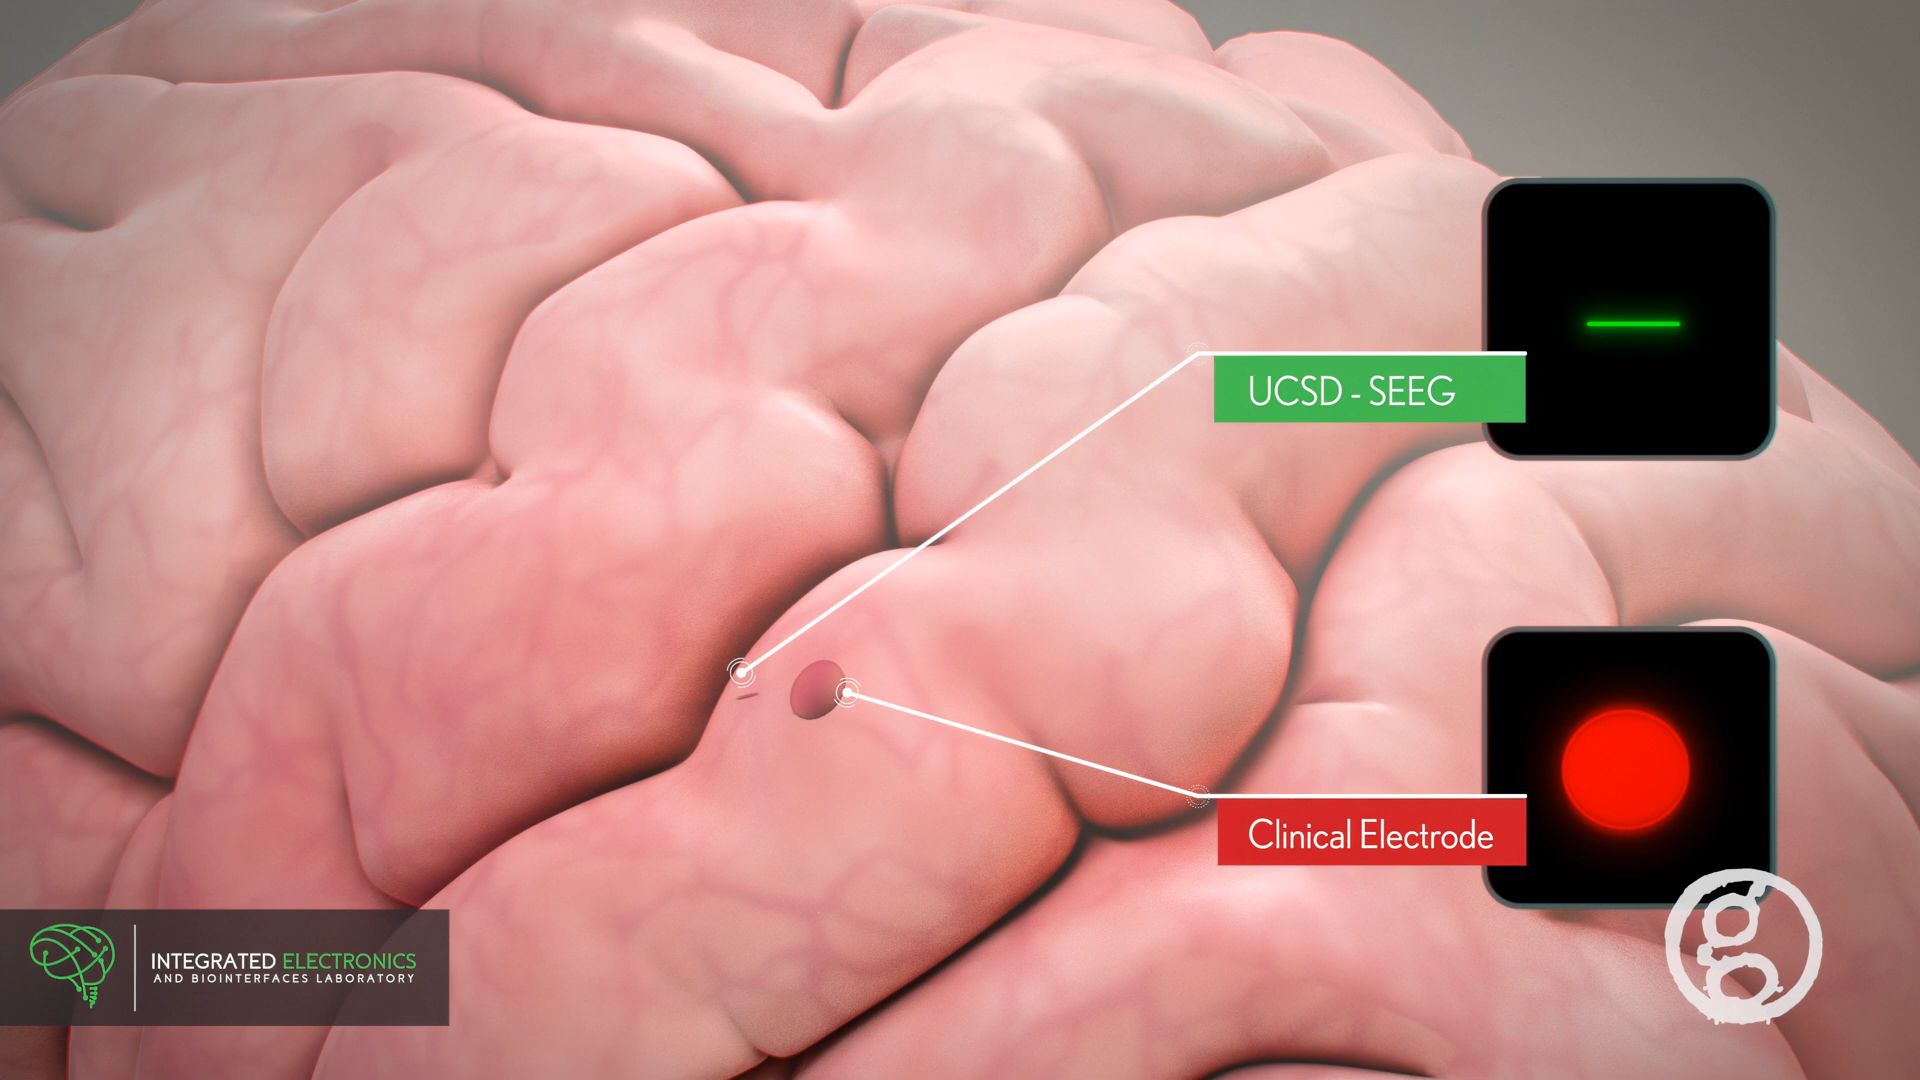 UCSD - SEEG
Clinical Electrode
INTEGRATED ELECTRONICS
AND BIOINTERFACES LABORATORY
g